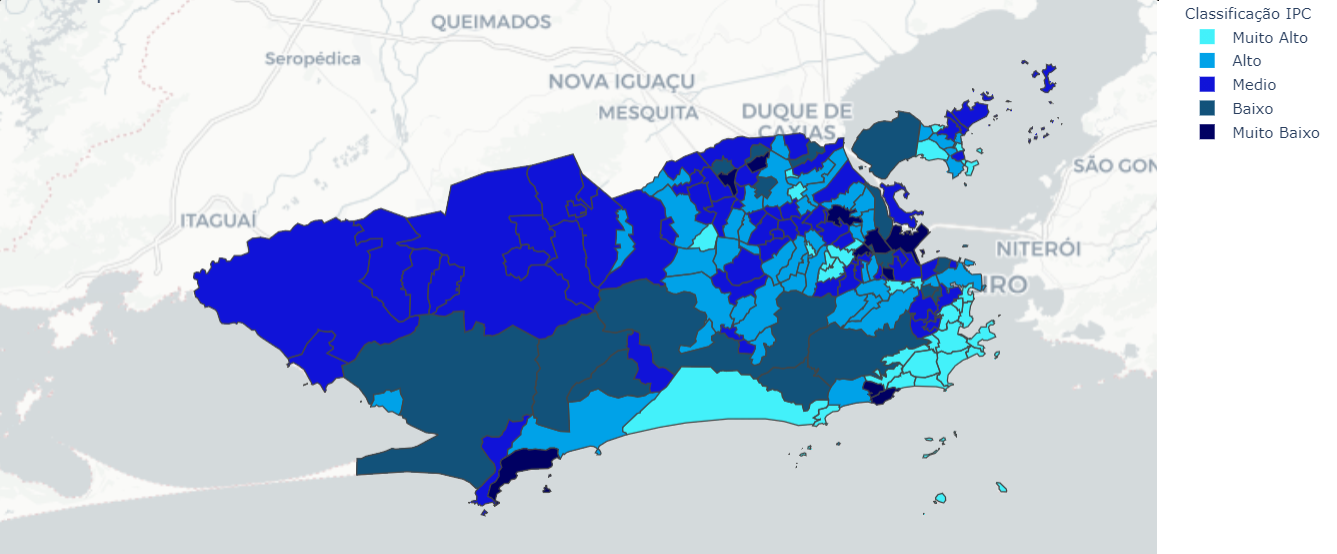 QUEIMADOS
Seropédica
NOVA IGUAÇU
MESQUITA
DUQUE DE
CAXIAS
SÃO GON
ITAGUAÍ
NITERÓI
IRO
Classificação IPC
Muito Alto
Alto
Medio
Baixo
Muito Baixo